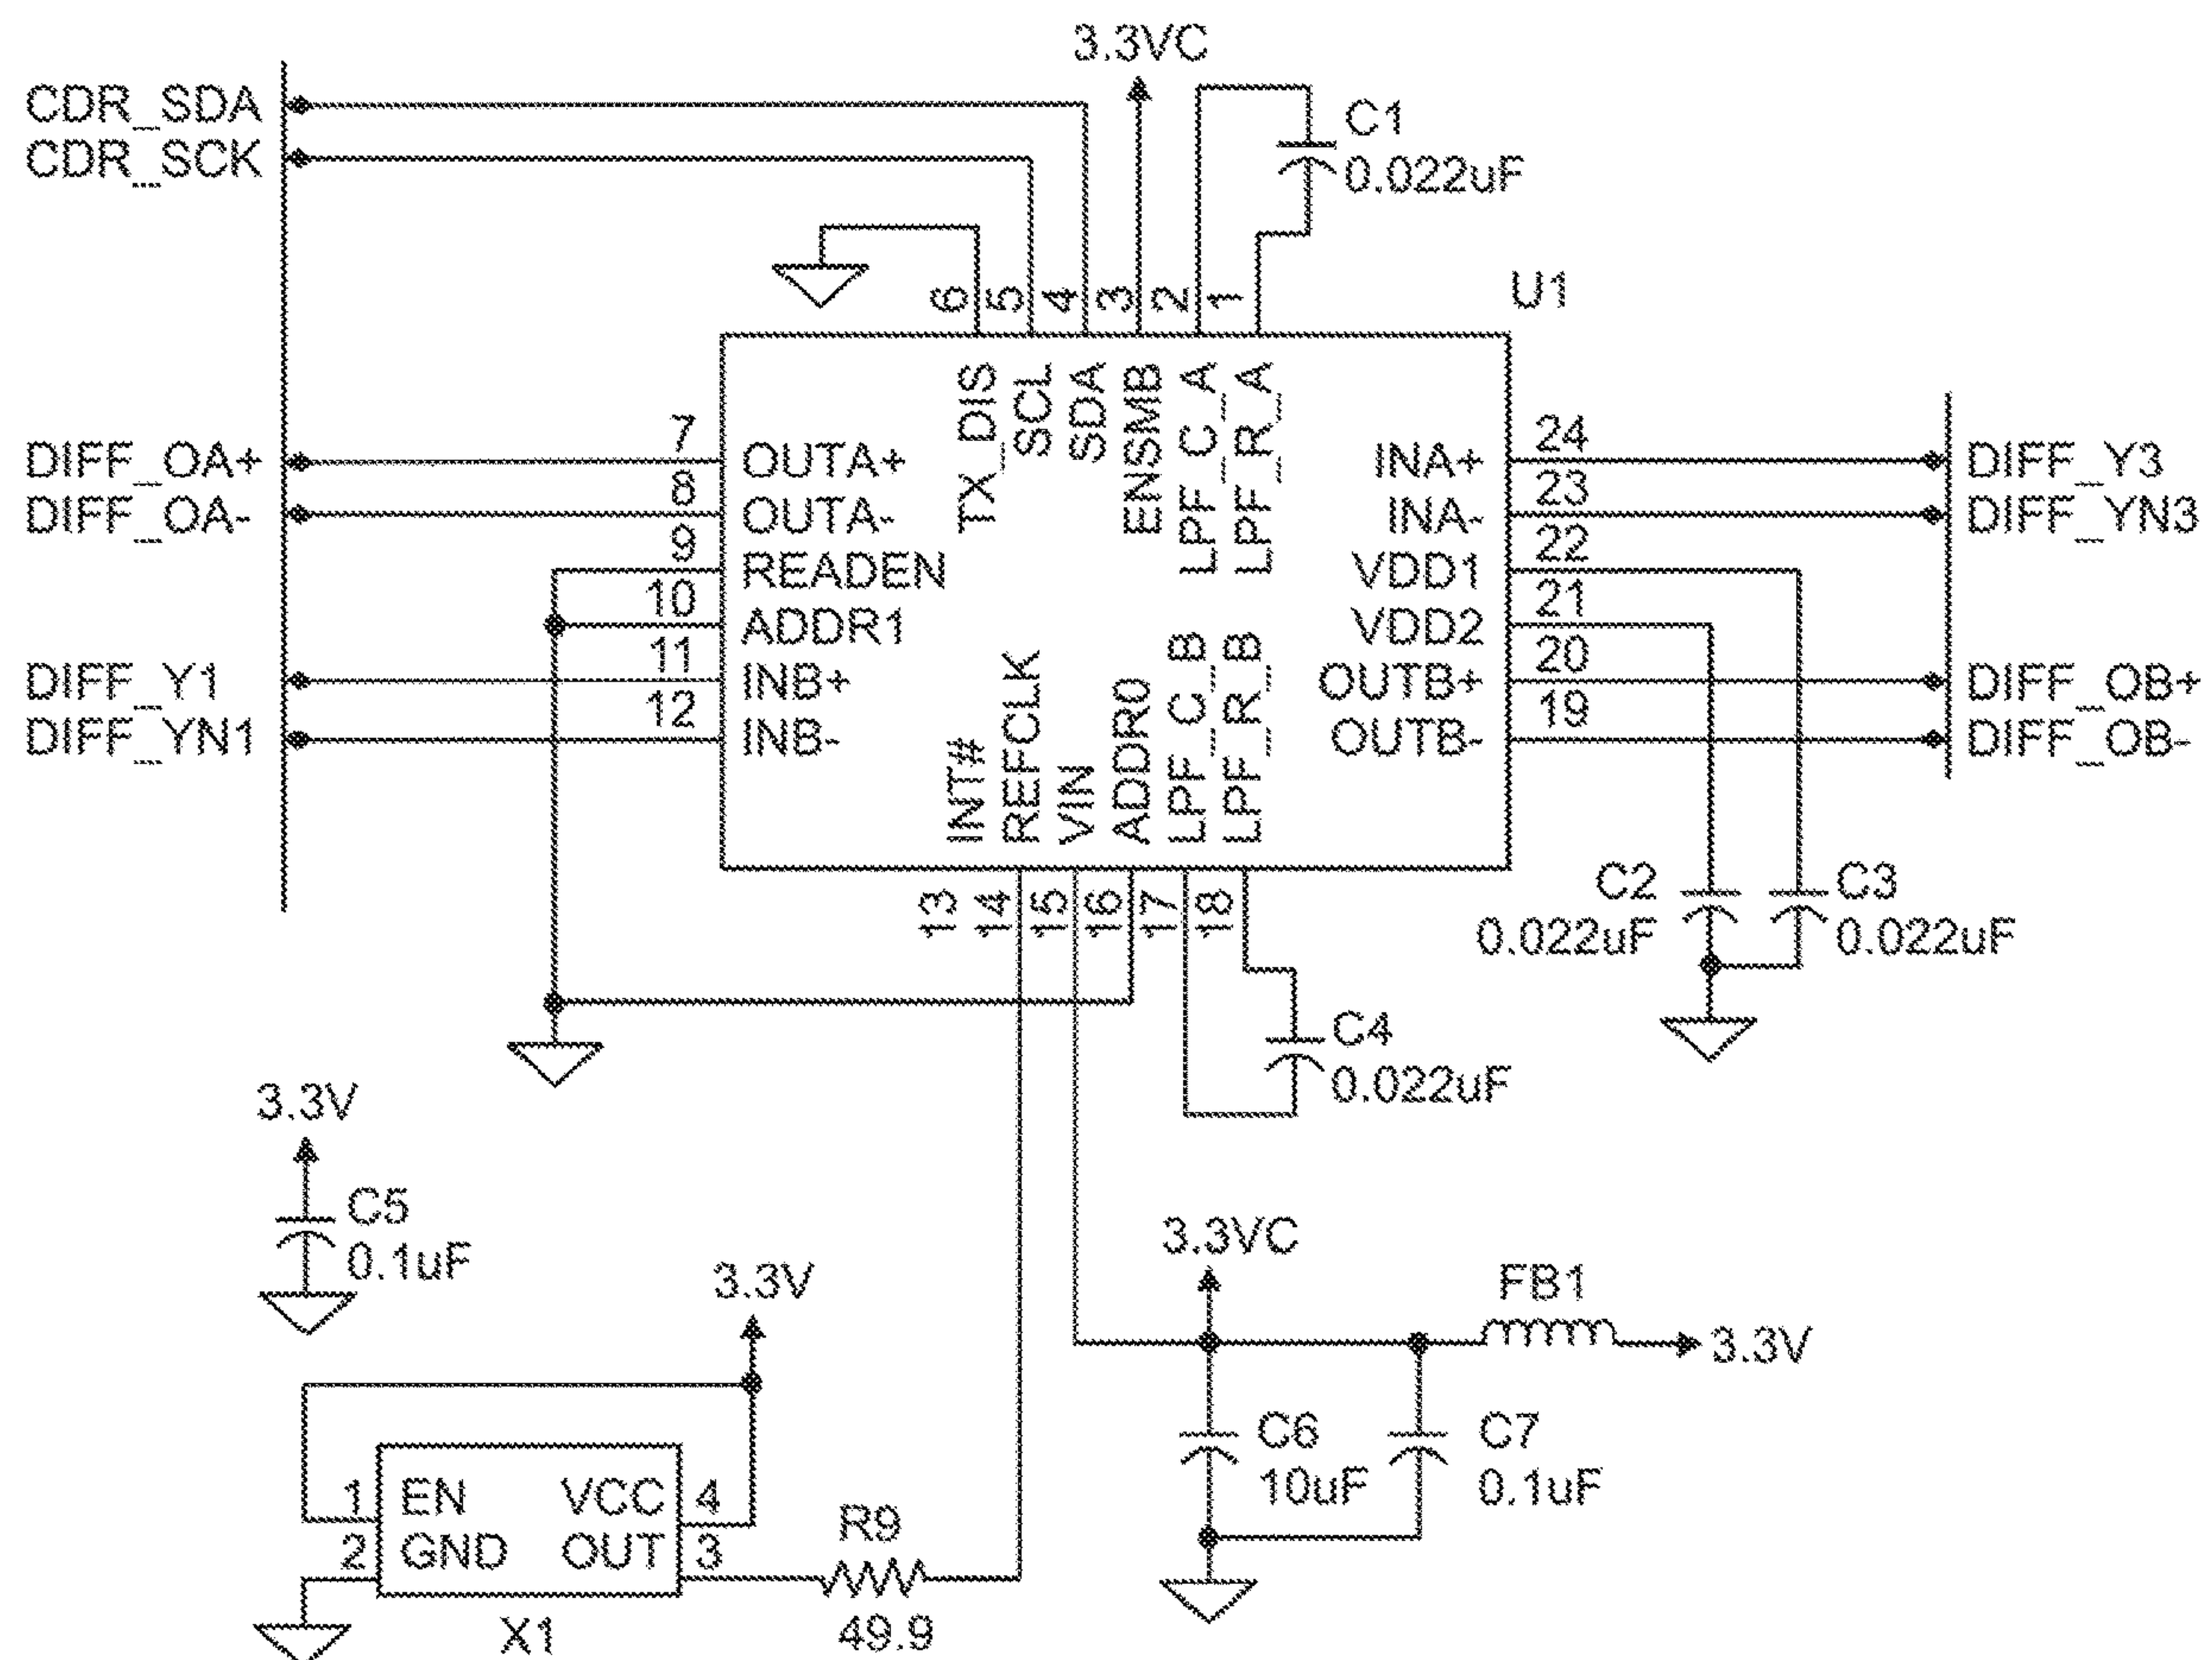 3.3VC
CDR_SDA
CDR_SCK
C1
0.022uF
U1
6
5
4
3
2
1
TX_DIS
SCL
SDA
ENSMB
LPF_C_A
LPF_R_A
DIFF_OA+
7
OUTA+
INA+
24
DIFF_Y3
DIFF_OA-
8
OUTA-
INA-
23
DIFF_YN3
9
READEN
VDD1
22
10
ADDR1
VDD2
21
DIFF_Y1
11
INB+
OUTB+
20
DIFF_OB+
DIFF_YN1
12
INB-
OUTB-
19
DIFF_OB-
INT#
REFCLK
VIN
ADDR0
LPF_C_B
LPF_R_B
13
14
15
16
17
18
C2
0.022uF
C3
0.022uF
C4
0.022uF
3.3V
C5
0.1uF
3.3V
3.3VC
FB1
3.3V
C6
10uF
C7
0.1uF
1
EN
VCC
4
2
GND
OUT
3
R9
49.9
X1